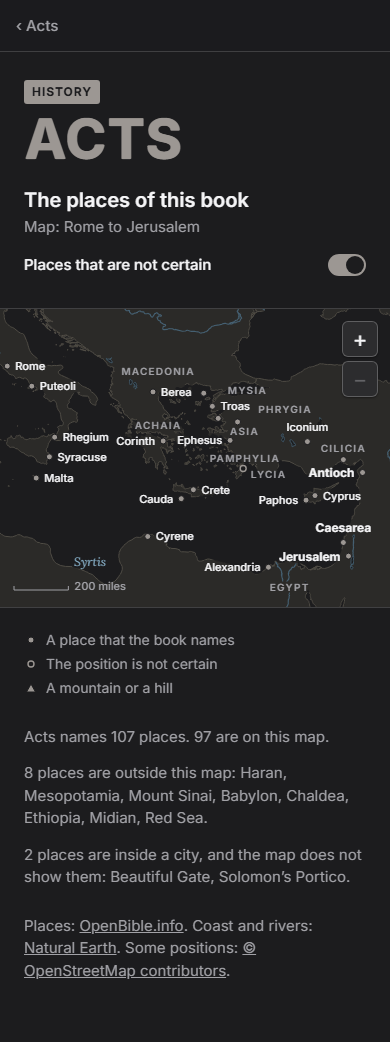 ‹ Acts
HISTORY
ACTS
The places of this book
Map: Rome to Jerusalem
Places that are not certain
+
−
Rome
MACEDONIA
Puteoli
Berea
MYSIA
Troas
PHRYGIA
ACHAIA
ASIA
Iconium
Rhegium
Corinth
Ephesus
CILICIA
Syracuse
PAMPHYLIA
Malta
LYCIA
Antioch
Crete
Cauda
Paphos
Cyprus
Caesarea
Cyrene
Jerusalem
Syrtis
Alexandria
200 miles
EGYPT
A place that the book names
The position is not certain
A mountain or a hill
Acts names 107 places. 97 are on this map.
8 places are outside this map: Haran,
Mesopotamia, Mount Sinai, Babylon, Chaldea,
Ethiopia, Midian, Red Sea.
2 places are inside a city, and the map does not
show them: Beautiful Gate, Solomon’s Portico.
Places: OpenBible.info. Coast and rivers:
Natural Earth. Some positions: ©
OpenStreetMap contributors.